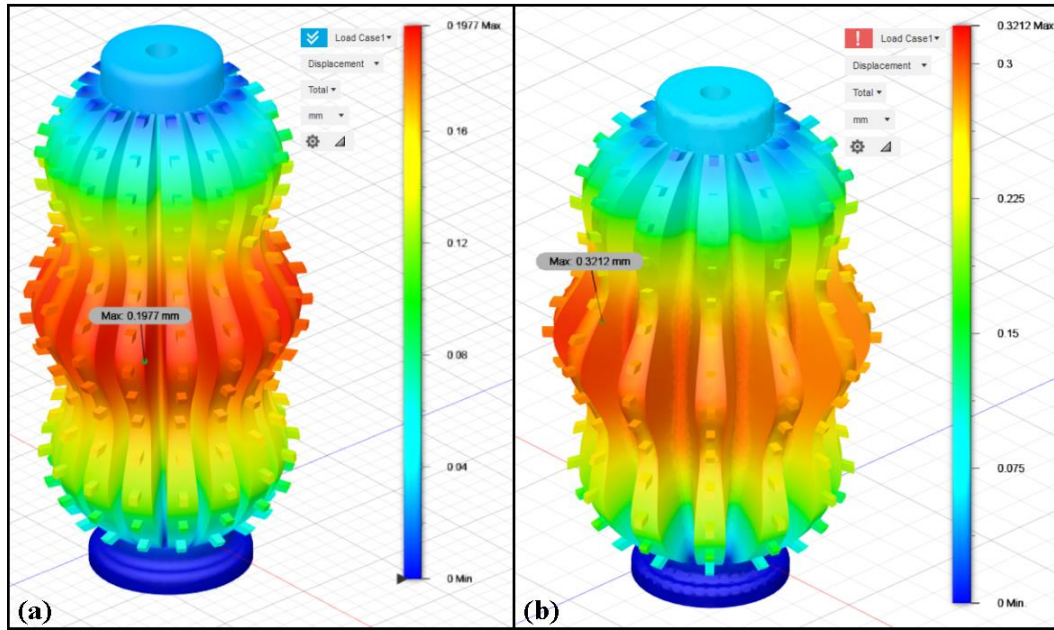 0.1977 Max
Load Case1
Displacement
Total
mm
0.16
0.12
Max: 0.1977 mm
0.08
0.04
0 Min
(a)
0.3212 Max
Load Case1
0.3
Displacement
Total
mm
0.225
Max: 0.3212 mm
0.15
0.075
0 Min
(b)